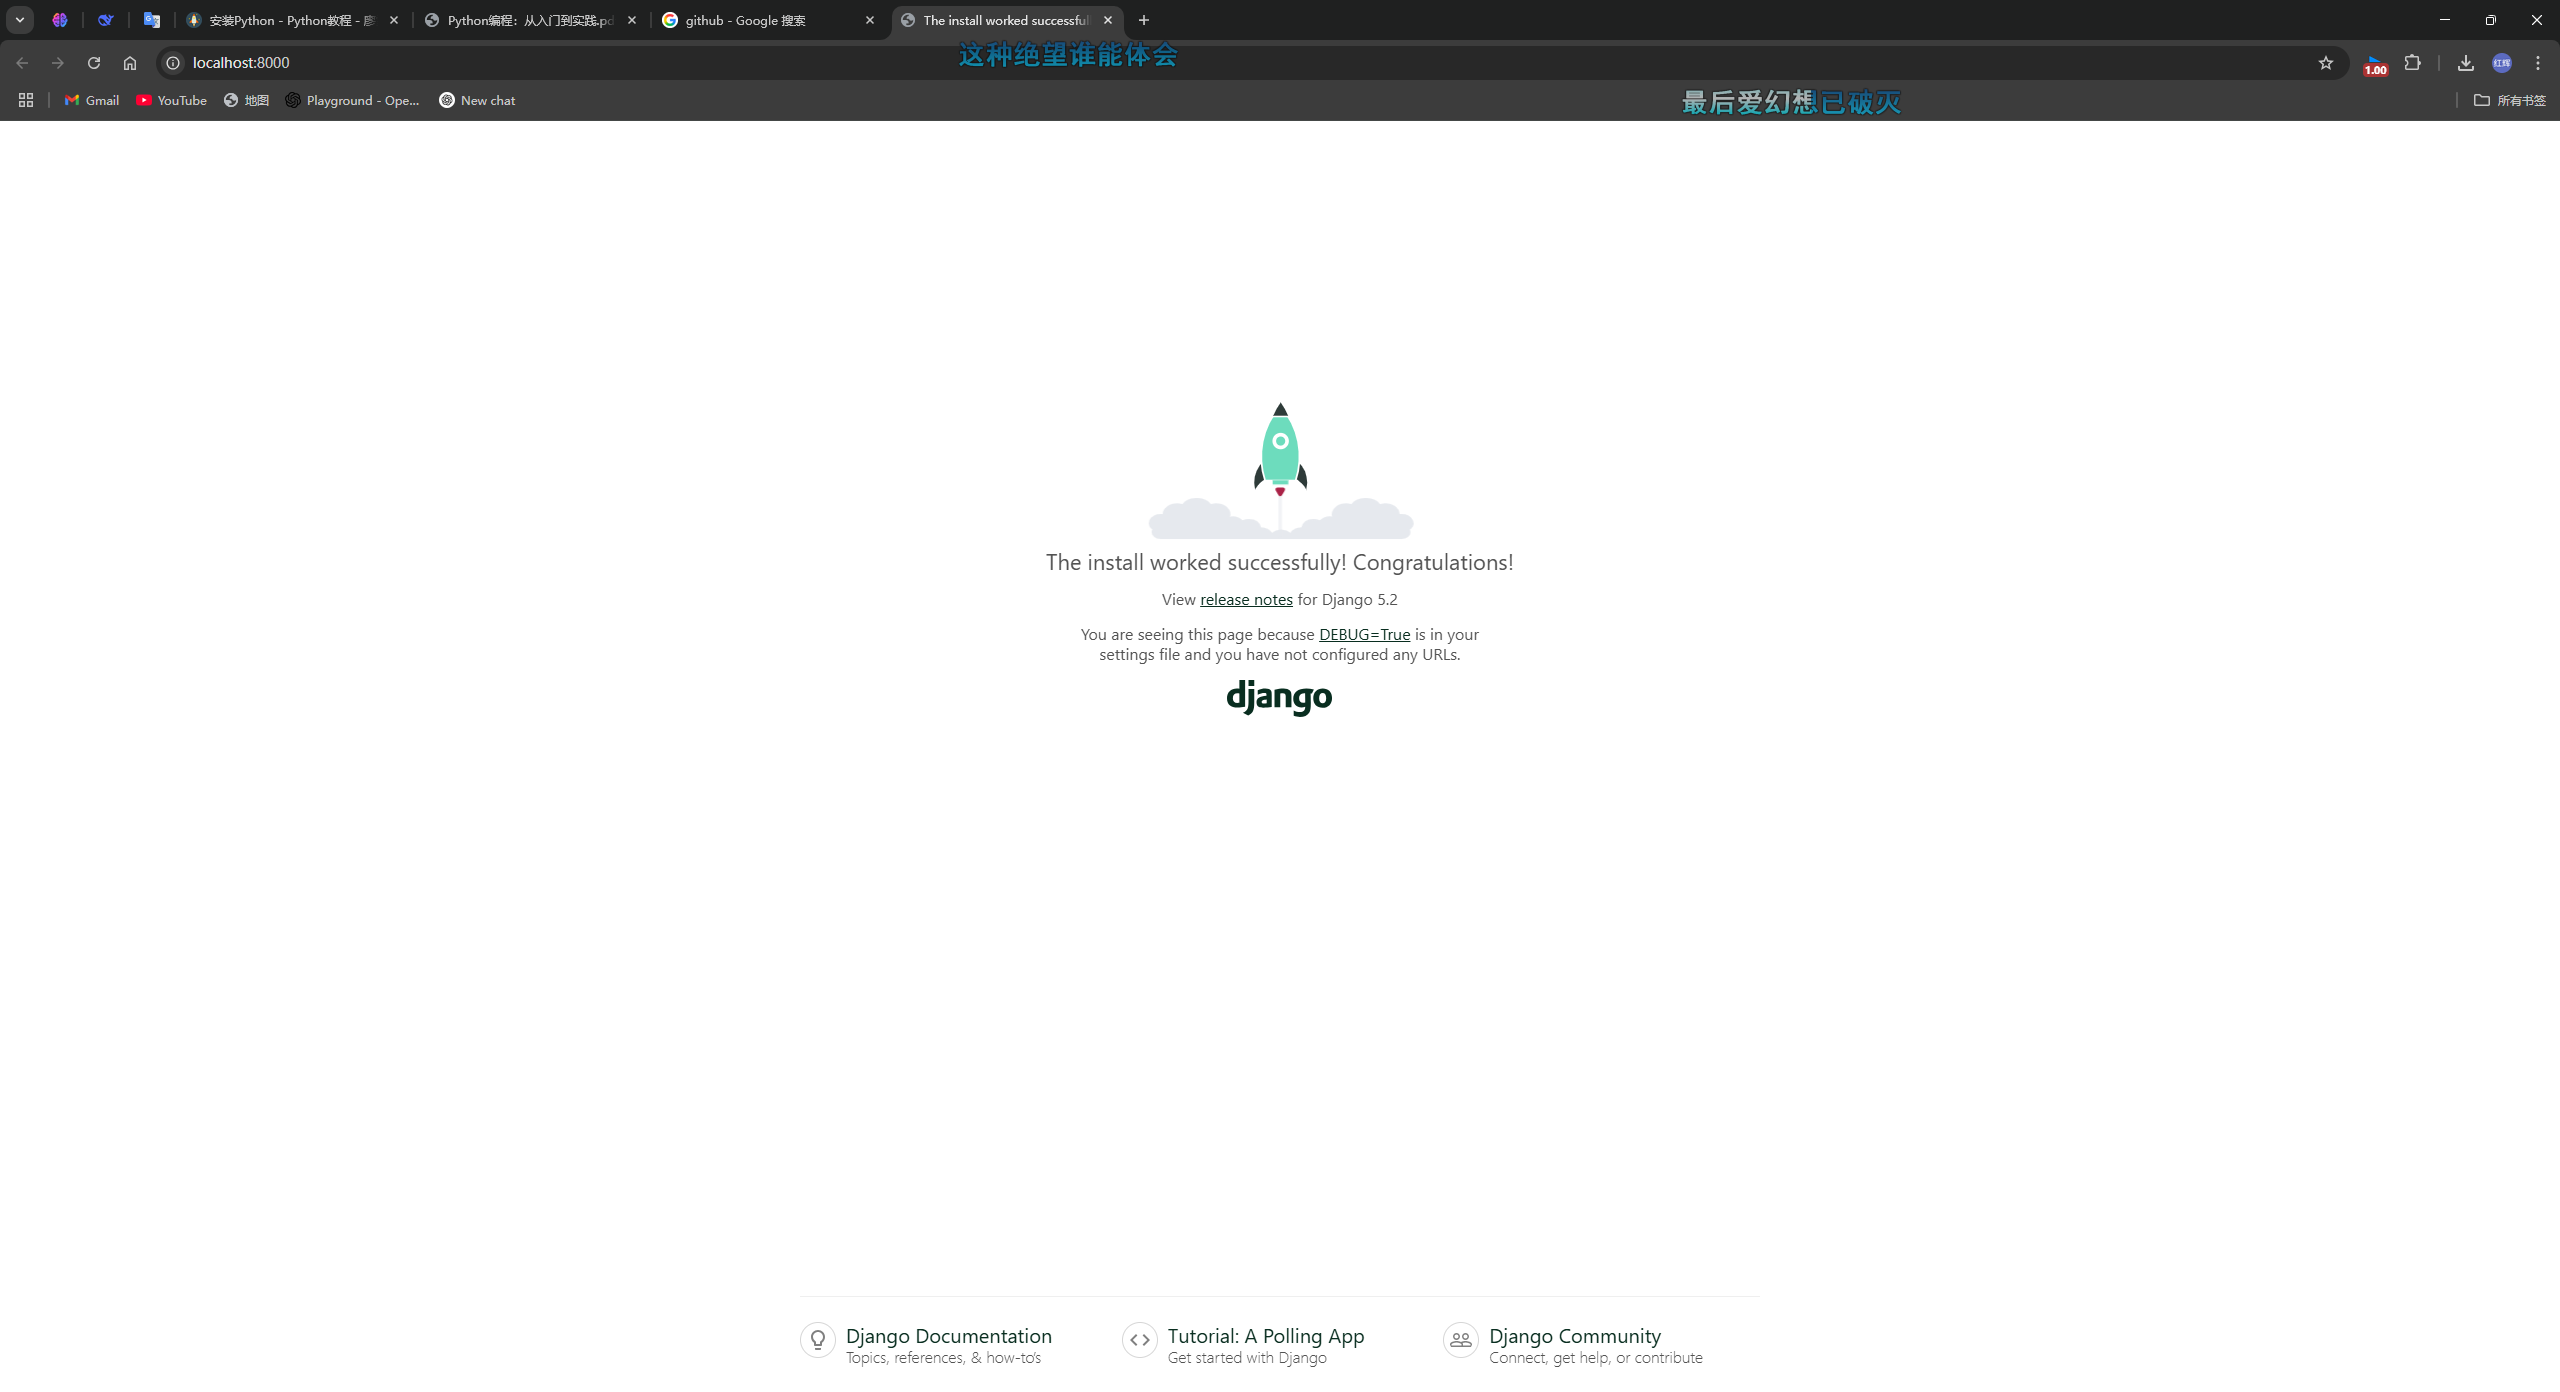 安装Python - Python教程 - 廖
Python编程：从入门到实践.pd
github - Google 搜索
The install worked successful
localhost:8000
这种绝望谁能体会
1.00
红辉
Gmail
YouTube
地图
Playground - Ope...
New chat
最后爱幻想已破灭
所有书签
The install worked successfully! Congratulations!
View release notes for Django 5.2
You are seeing this page because DEBUG=True is in your
settings file and you have not configured any URLs.
django
Django Documentation
Topics, references, & how-to's
Tutorial: A Polling App
Get started with Django
Django Community
Connect, get help, or contribute